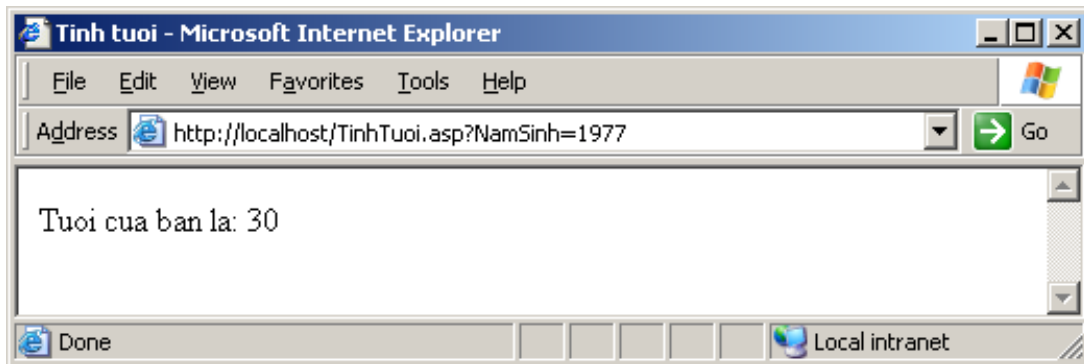 Tinh tuoi - Microsoft Internet Explorer
File Edit View Favorites Tools Help
Address http://localhost/TinhTuoi.asp?NamSinh=1977 Go
Tuoi cua ban la: 30
Done Local intranet